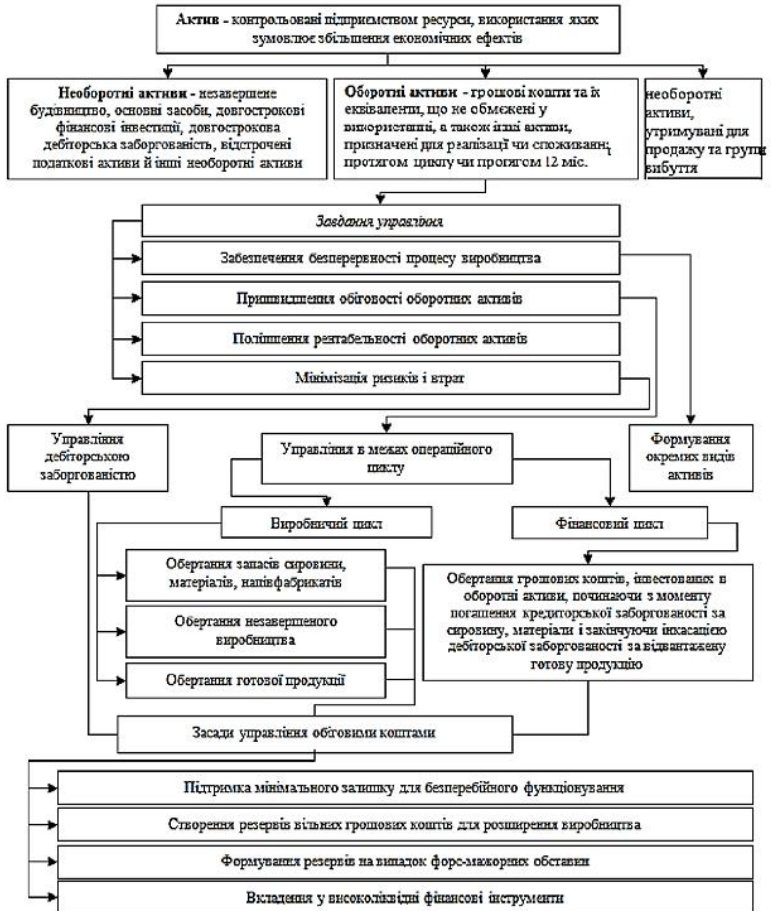 Актив - контрольовані підприємством ресурси, використання яких
зумовлює збільшення економічних ефектів
Необоротні активи - незавершене
будівництво, основні засоби, довгострокові
фінансові інвестиції, довгострокова
дебіторська заборгованість, відстрочені
податкові активи й інші необоротні активи
Оборотні активи - грошові кошти та їх
еквіваленти, що не обмежені у
використанні, а також інші активи,
призначені для реалізації чи споживання
протягом циклу чи протягом 12 міс.
необоротні
активи,
утримувані для
продажу та групи
вибуття
Завдання управління
Забезпечення безперервності процесу виробництва
Пришвидшення обіговості оборотних активів
Поліпшення рентабельності оборотних активів
Мінімізація ризиків і втрат
Управління
дебіторською
заборгованістю
Управління в межах операційного
циклу
Формування
окремих видів
активів
Виробничий цикл
Фінансовий цикл
Обертання запасів сировини,
матеріалів, напівфабрикатів
Обертання незавершеного
виробництва
Обертання готової продукції
Обертання грошових коштів, інвестованих в
оборотні активи, починаючи з моменту
погашення кредиторської заборгованості за
сировину, матеріали і закінчуючи інкасацією
дебіторської заборгованості за відвантажену
готову продукцію
Засади управління обіговими коштами
Підтримка мінімального залишку для безперебійного функціонування
Створення резервів вільних грошових коштів для розширення виробництва
Формування резервів на випадок форс-мажорних обставин
Вкладення у високоліквідні фінансові інструменти